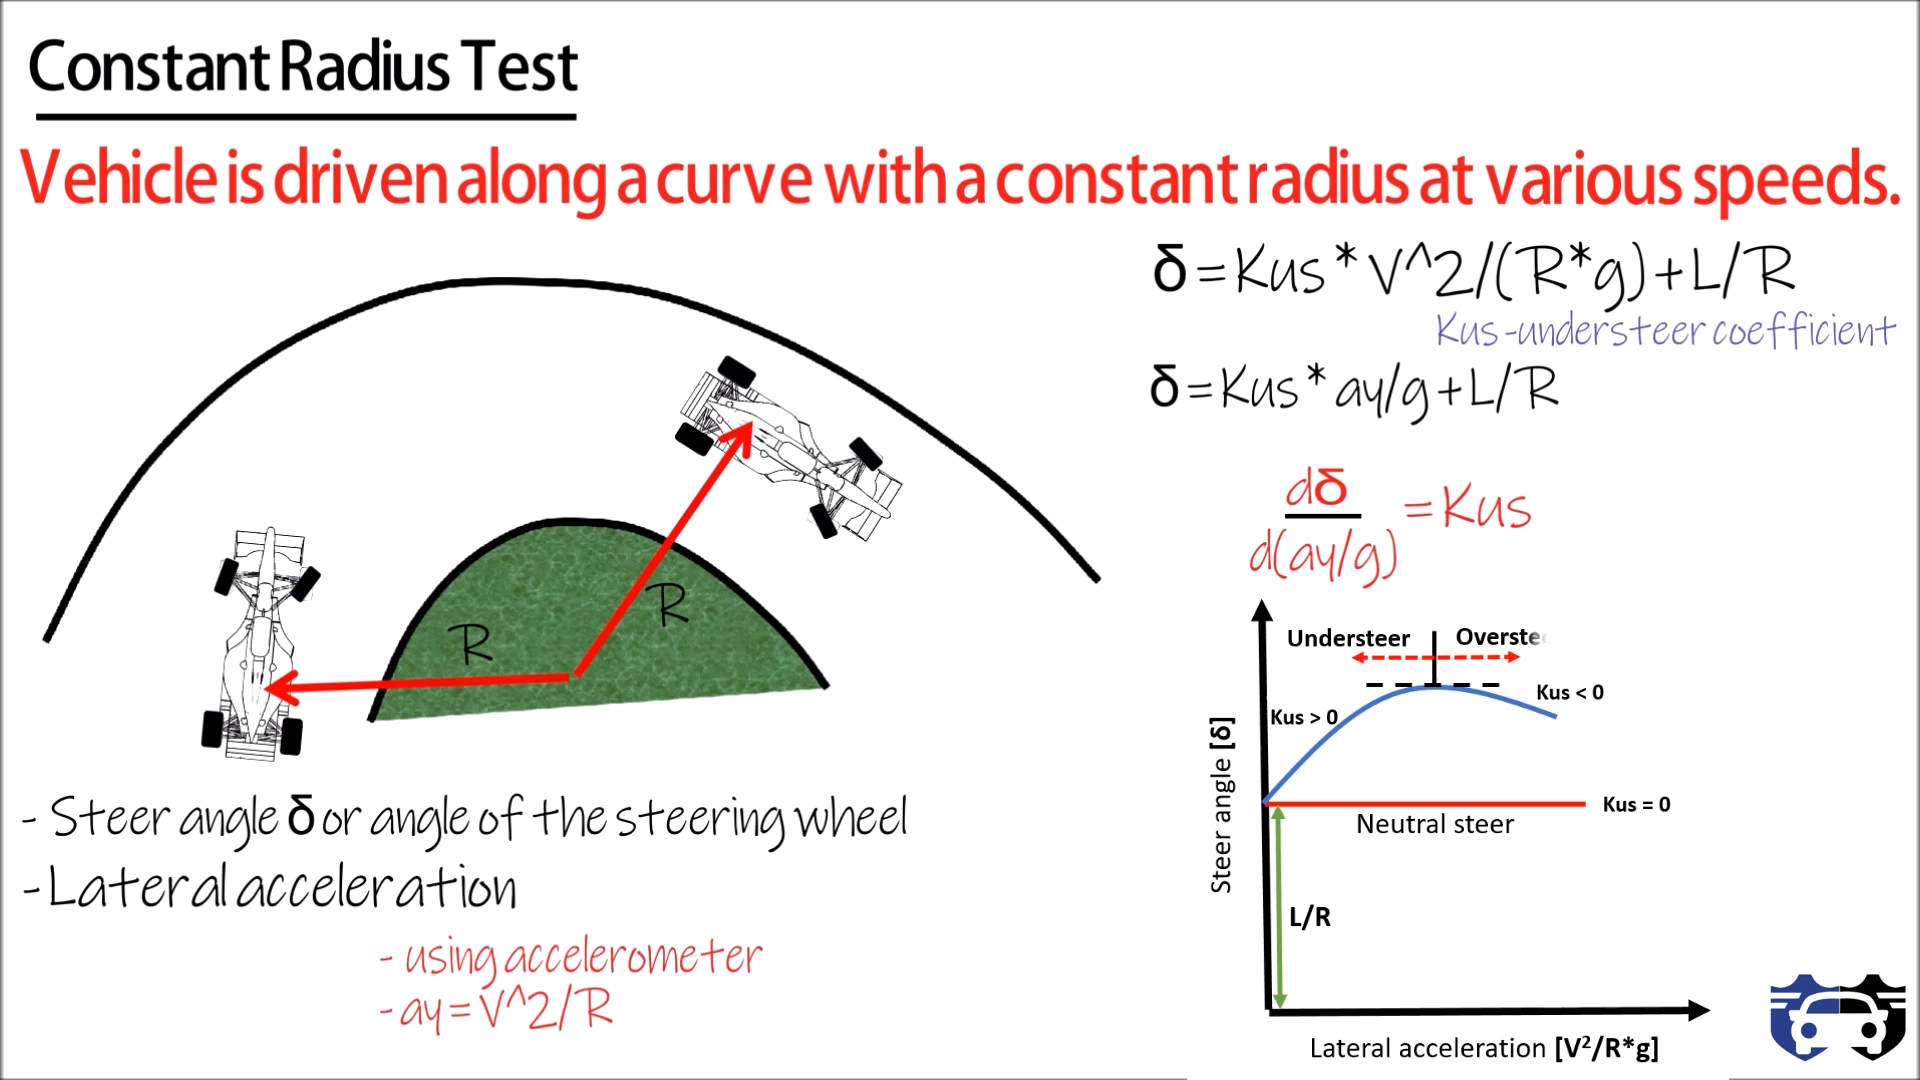 Constant Radius Test
Vehicle is driven along a curve with a constant radius at various speeds.
δ=Kus*V^2/(R*g)+L/R
Kus-understeer coefficient
δ=Kus*ay/g+L/R
dδ
d(ay/g)
=Kus
R
R
- Steer angle δ or angle of the steering wheel
-Lateral acceleration
- using accelerometer
- ay=V^2/R
Understeer
Overstee
Kus < 0
Kus > 0
Steer angle [δ]
Kus = 0
Neutral steer
L/R
Lateral acceleration [V²/R*g]